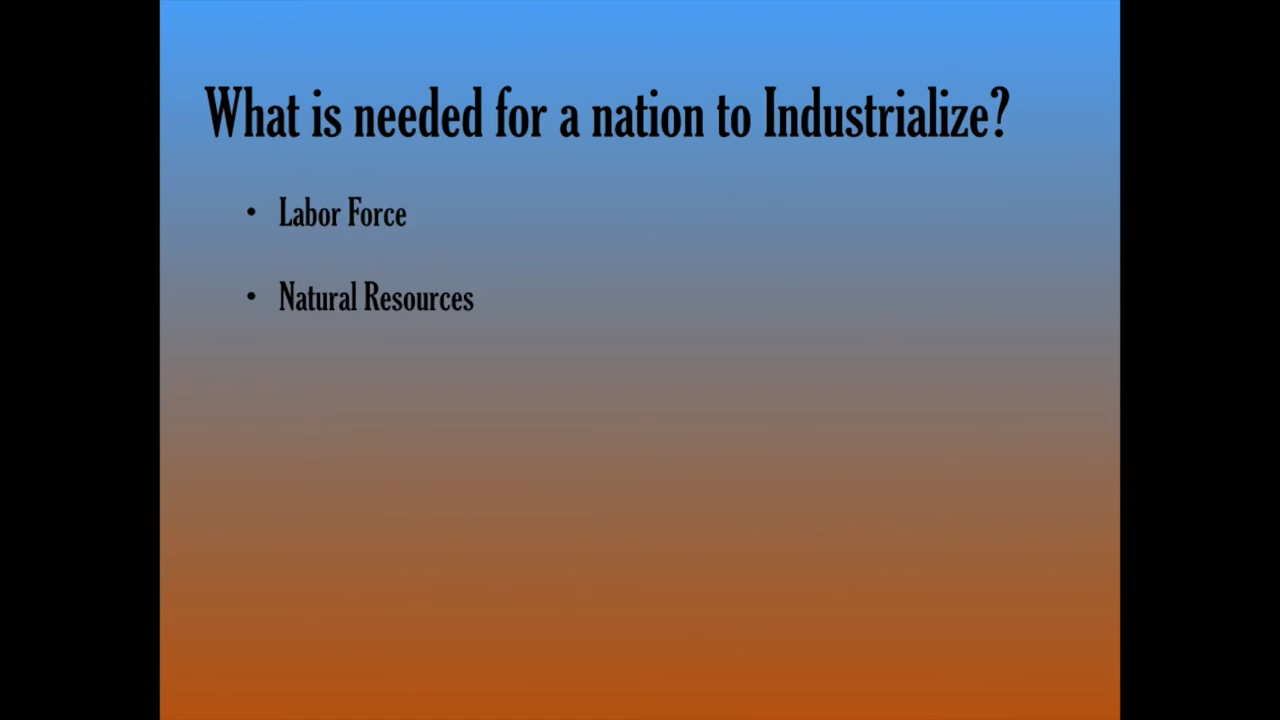 What is needed for a nation to Industrialize?
• Labor Force
• Natural Resources